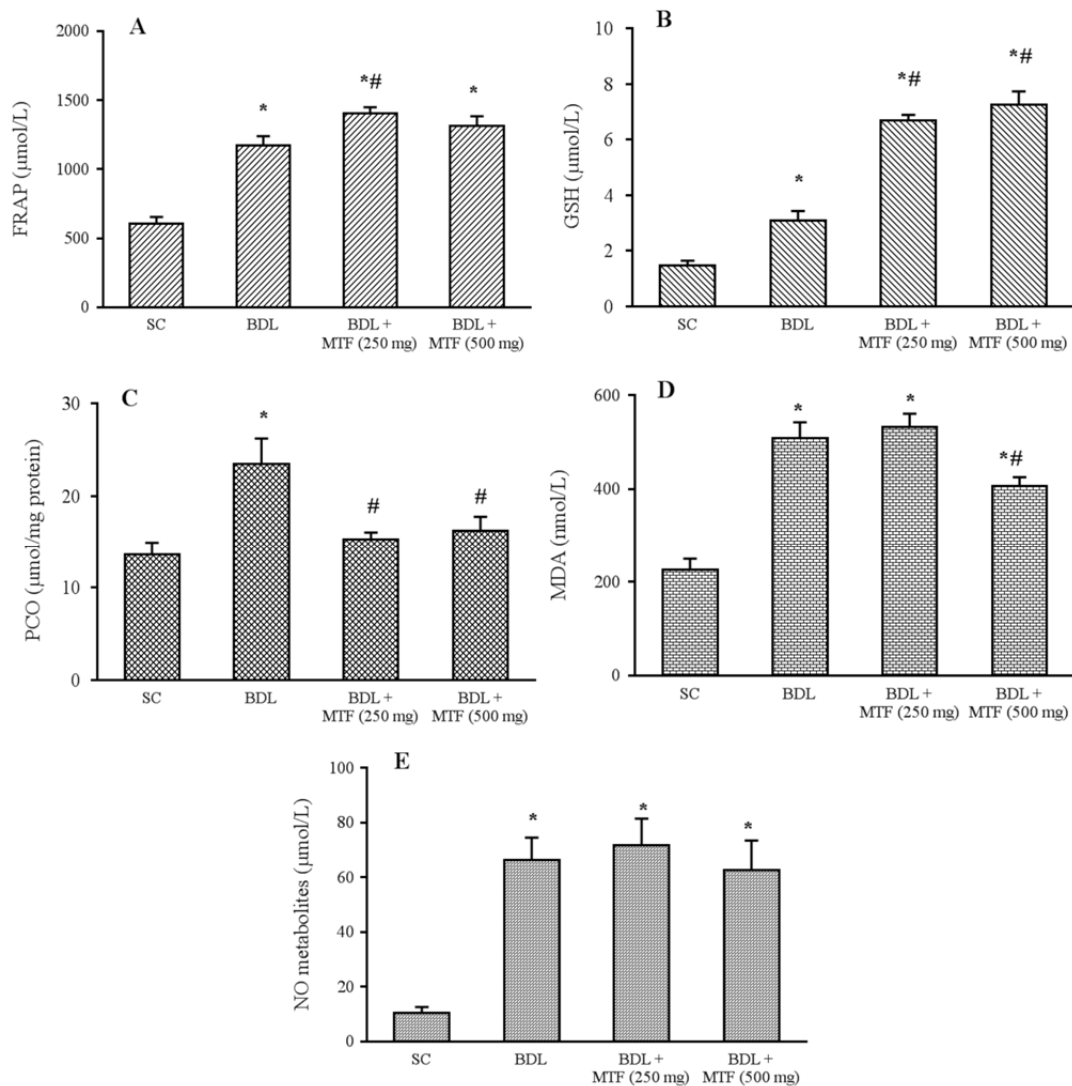 A
FRAP (µmol/L)
2000
1500
1000
500
0
*
*#
*
SC
BDL
BDL +
MTF (250 mg)
BDL +
MTF (500 mg)
B
GSH (µmol/L)
10
8
6
4
2
0
*
*#
*#
SC
BDL
BDL +
MTF (250 mg)
BDL +
MTF (500 mg)
C
PCO (µmol/mg protein)
30
20
10
0
*
#
#
SC
BDL
BDL +
MTF (250 mg)
BDL +
MTF (500 mg)
D
MDA (nmol/L)
600
400
200
0
*
*
*#
SC
BDL
BDL +
MTF (250 mg)
BDL +
MTF (500 mg)
E
NO metabolites (µmol/L)
100
80
60
40
20
0
*
*
*
SC
BDL
BDL +
MTF (250 mg)
BDL +
MTF (500 mg)